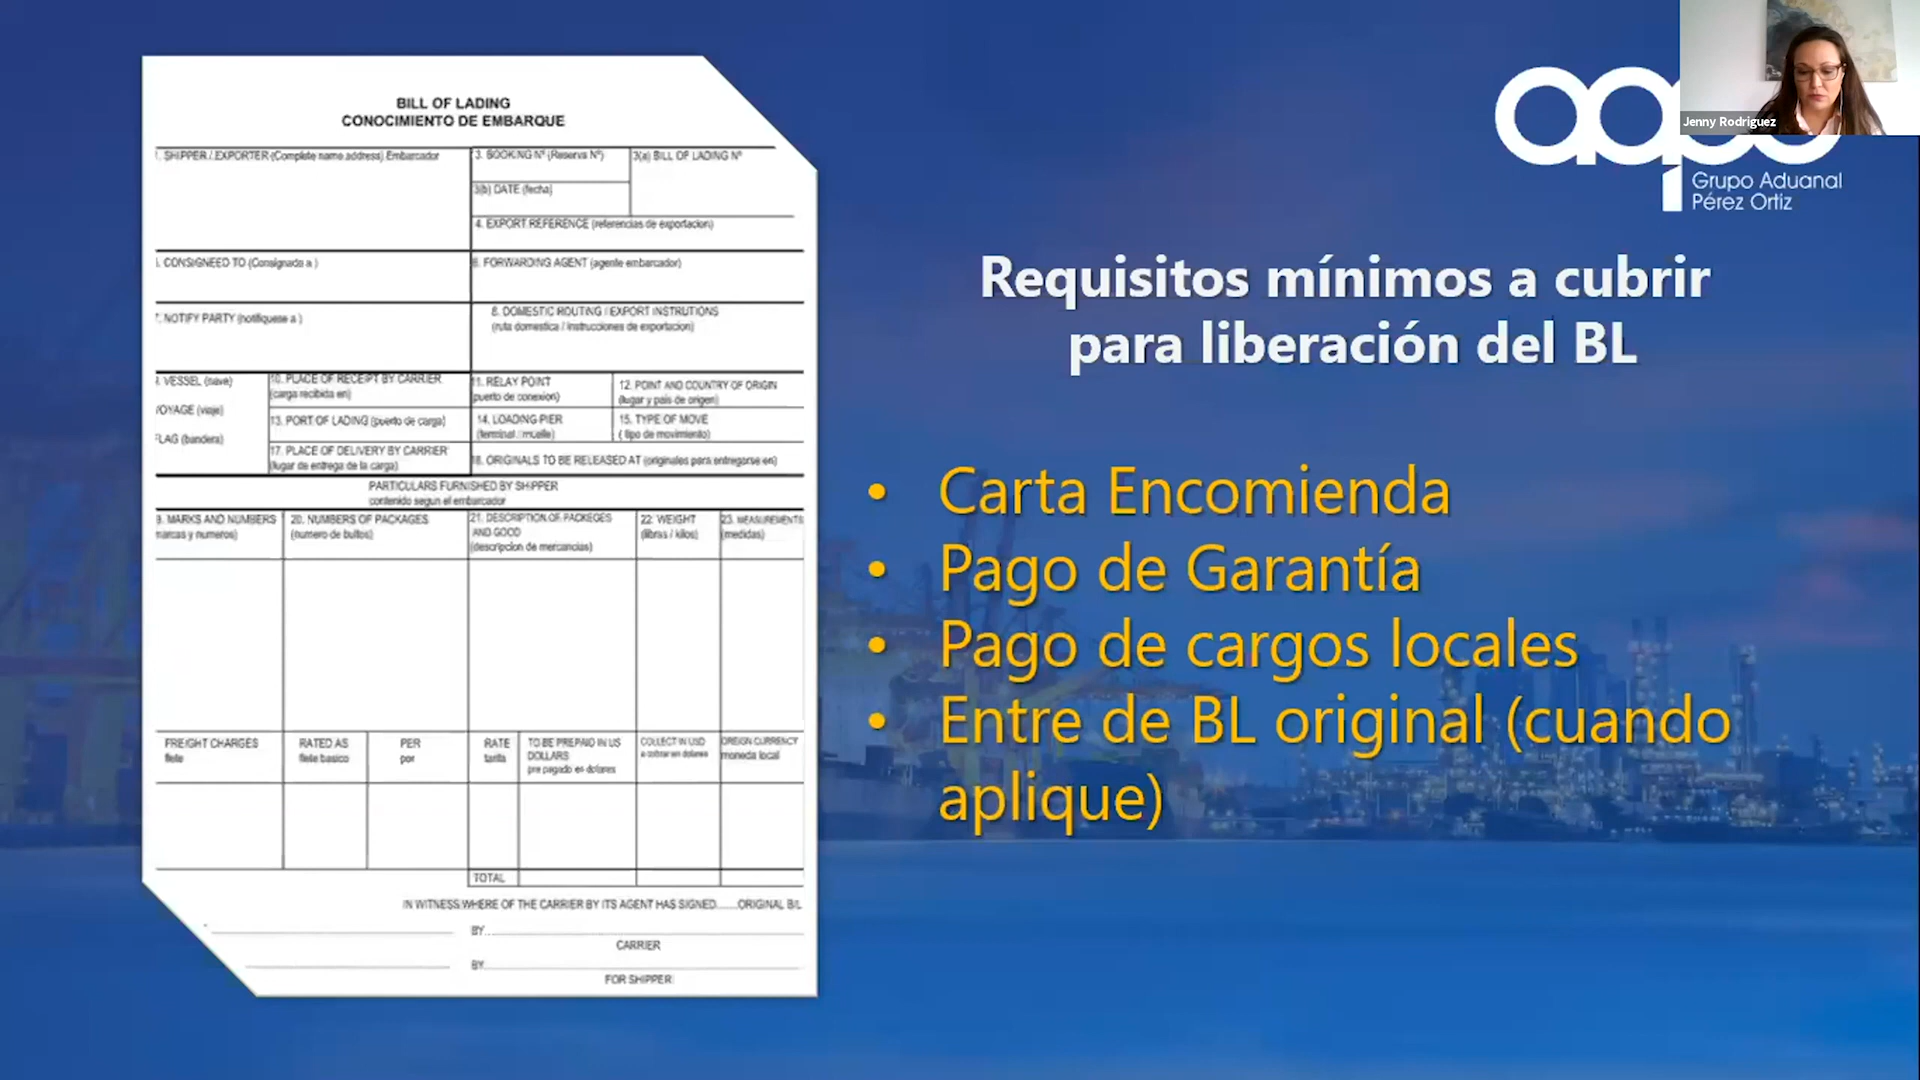 BILL OF LADING
CONOCIMIENTO DE EMBARQUE
. SHIPPER / EXPORTER (Complete name address) Embarcador
3. BOOKING Nº (Reserva Nº)
3(a) BILL OF LADING Nº
3(b) DATE (fecha)
4. EXPORT REFERENCE (referencias de exportacion)
. CONSIGNEED TO (Consignado a )
6. FORWARDING AGENT (agente embarcador)
. NOTIFY PARTY (notifiquese a )
8. DOMESTIC ROUTING / EXPORT INSTRUTIONS
(ruta domestica / instrucciones de exportacion)
. VESSEL (nave)
VOYAGE (viaje)
FLAG (bandera)
10. PLACE OF RECEIPT BY CARRIER
(carga recibida en)
11. RELAY POINT
puerto de conexion)
12. POINT AND COUNTRY OF ORIGIN
(lugar y pais de origen)
13. PORT OF LADING (puerto de carga)
14. LOADING PIER
(terminal / muelle)
15. TYPE OF MOVE
( tipo de movimiento)
17. PLACE OF DELIVERY BY CARRIER
(lugar de entrega de la carga)
18. ORIGINALS TO BE RELEASED AT (originales para entregarse en)
PARTICULARS FURNISHED BY SHIPPER
contenido segun el embarcador
9. MARKS AND NUMBERS
marcas y numeros)
20. NUMBERS OF PACKAGES
(numero de bultos)
21. DESCRIPTION OF PACKEGES
AND GOOD
(descripcion de mercancias)
22. WEIGHT
(libras / kilos)
23. MEASUREMENTS
(medidas)
FREIGHT CHARGES
flete
RATED AS
flete basico
PER
por
RATE
tarifa
TO BE PREPAID IN US
DOLLARS
pre pagado en dolares
COLLECT IN USD
a cobrar en dolares
OREIGN CURRENCY
moneda local
TOTAL
IN WITNESS WHERE OF THE CARRIER BY ITS AGENT HAS SIGNED......ORIGINAL B/L
BY
CARRIER
BY
FOR SHIPPER
Jenny Rodriguez
Grupo Aduanal
Pérez Ortiz
Requisitos mínimos a cubrir
para liberación del BL
• Carta Encomienda
• Pago de Garantía
• Pago de cargos locales
• Entre de BL original (cuando
aplique)